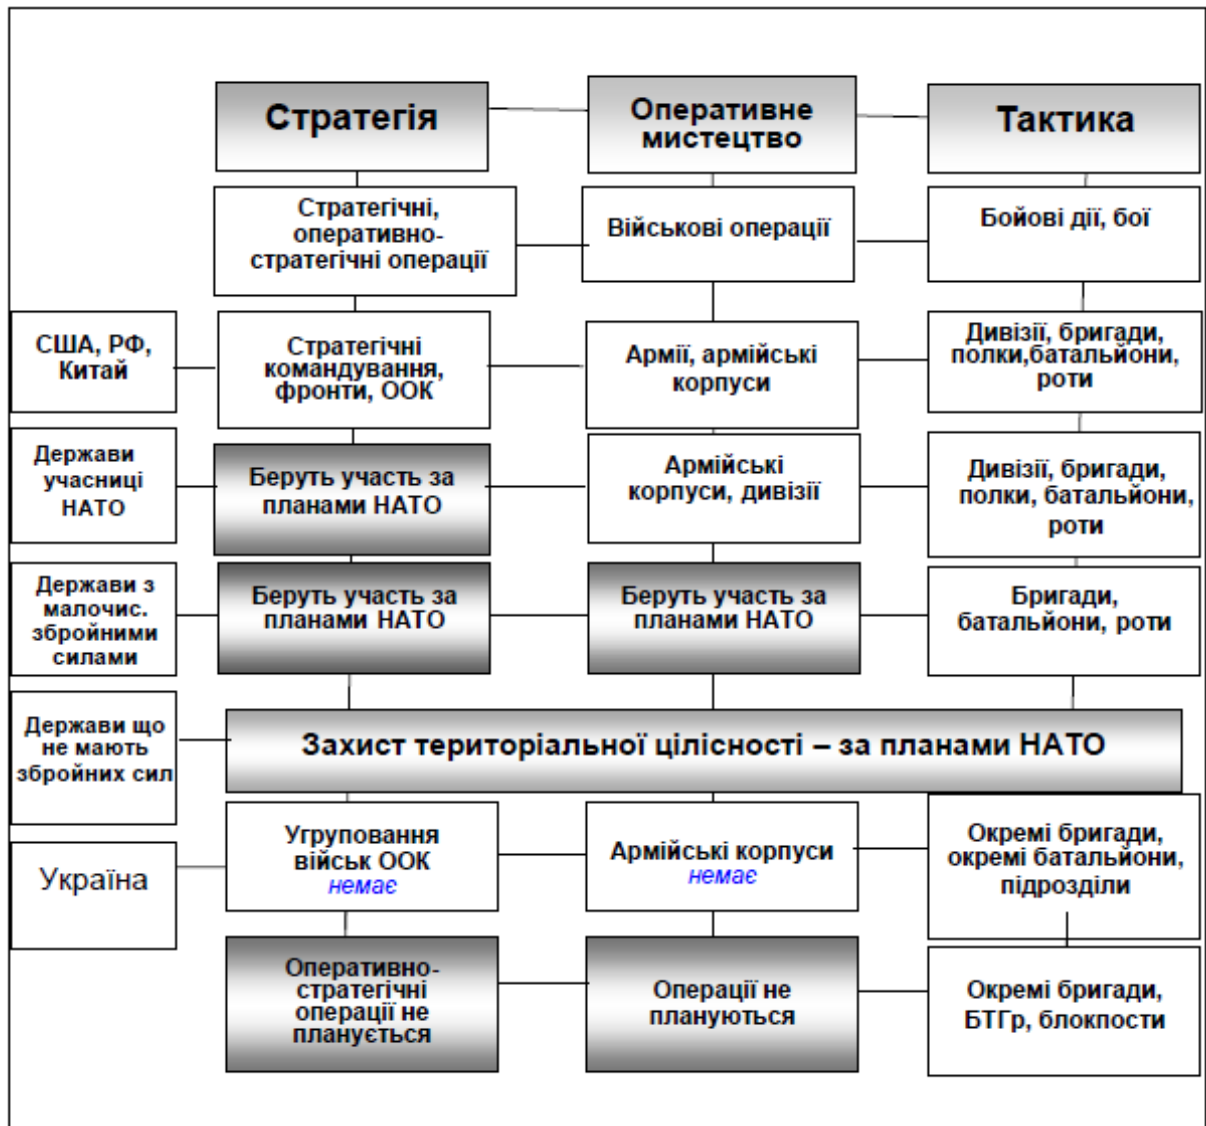 Стратегія
Оперативне
мистецтво
Тактика
Стратегічні,
оперативно-
стратегічні операції
Військові операції
Бойові дії, бої
США, РФ,
Китай
Стратегічні
командування,
фронти, ООК
Армії, армійські
корпуси
Дивізії, бригади,
полки,батальйони,
роти
Держави
учасниці
НАТО
Беруть участь за
планами НАТО
Армійські
корпуси, дивізії
Дивізії, бригади,
полки, батальйони,
роти
Держави з
малочис.
збройними
силами
Беруть участь за
планами НАТО
Беруть участь за
планами НАТО
Бригади,
батальйони, роти
Держави що
не мають
збройних сил
Захист територіальної цілісності – за планами НАТО
Україна
Угруповання
військ ООК
немає
Армійські корпуси
немає
Окремі бригади,
окремі батальйони,
підрозділи
Оперативно-
стратегічні
операції не
планується
Операції не
плануються
Окремі бригади,
БТГр, блокпости